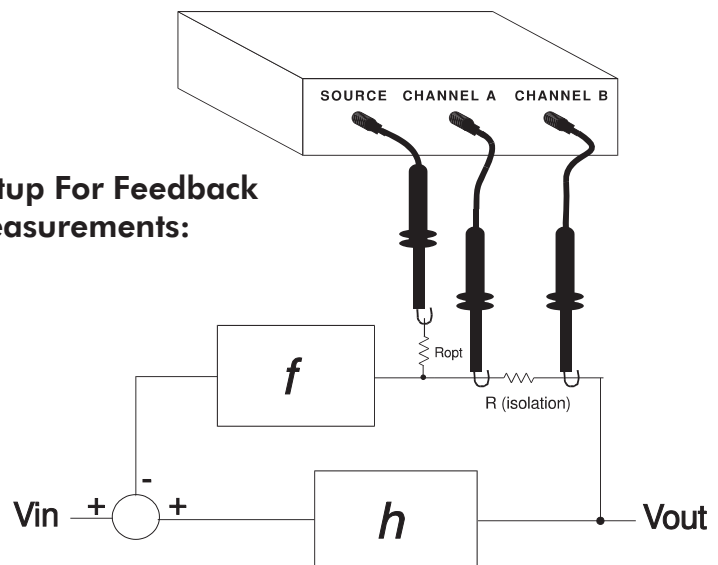 SOURCE CHANNEL A CHANNEL B
tup For Feedback
easurements:
Ropt
f
R (isolation)
-
Vin + + Vout
h